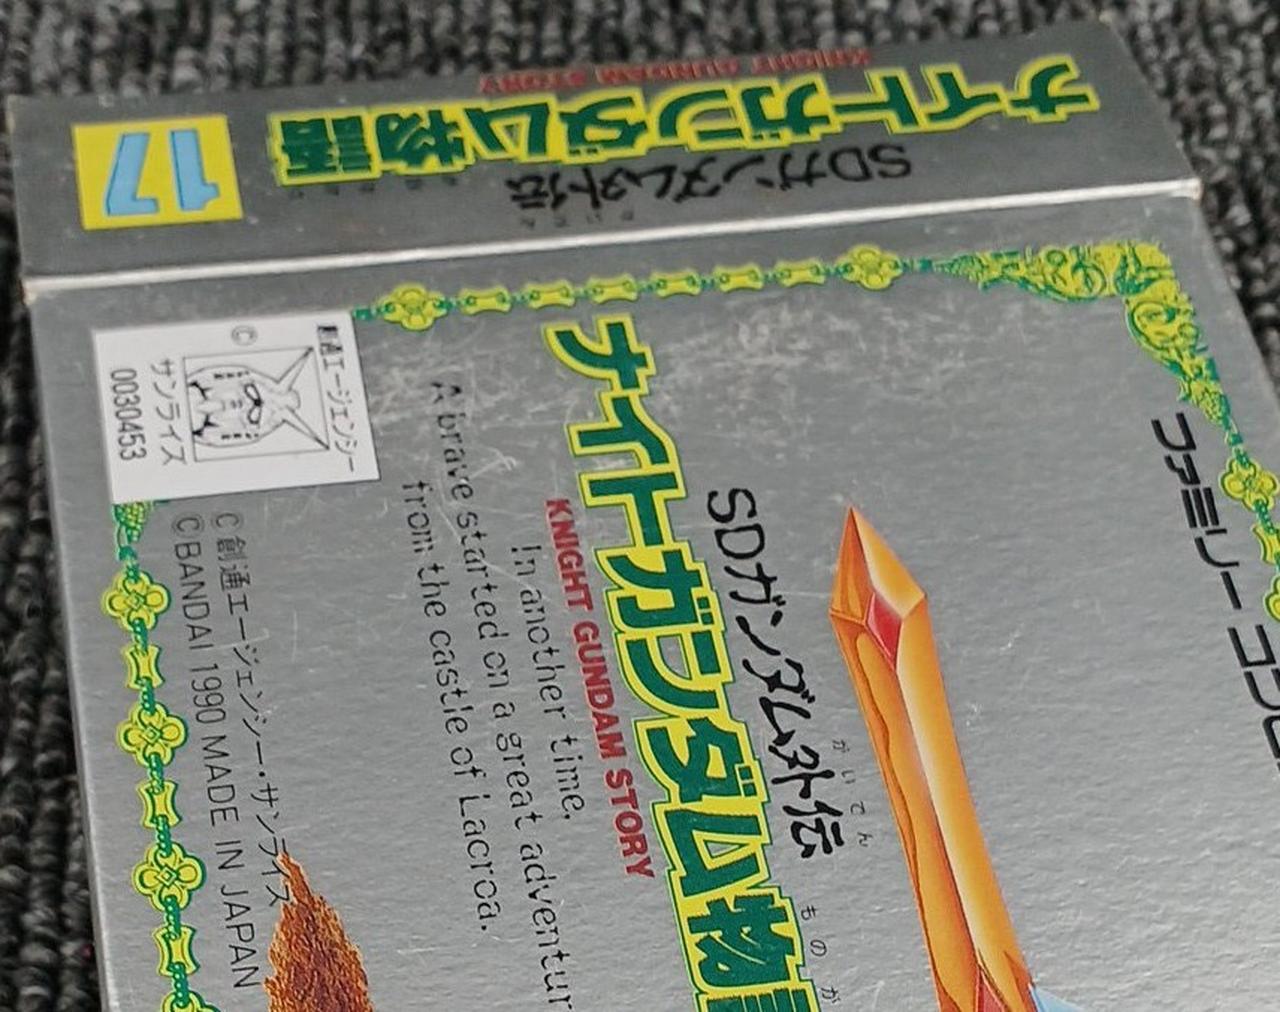 KNIGHT GUNDAM STORY
ナイトガンダム物語
SDガンダム外伝
17
ファミリー コンピ
SDガンダム外伝
がいでん
ナイトガンダム物語
ものが
KNIGHT GUNDAM STORY
In another time,
A brave started on a great adventur
from the castle of Lacroa.
創通エージェンシー
©
サンライズ
0030453
©創通エージェンシー・サンライズ
©BANDAI 1990 MADE IN JAPAN